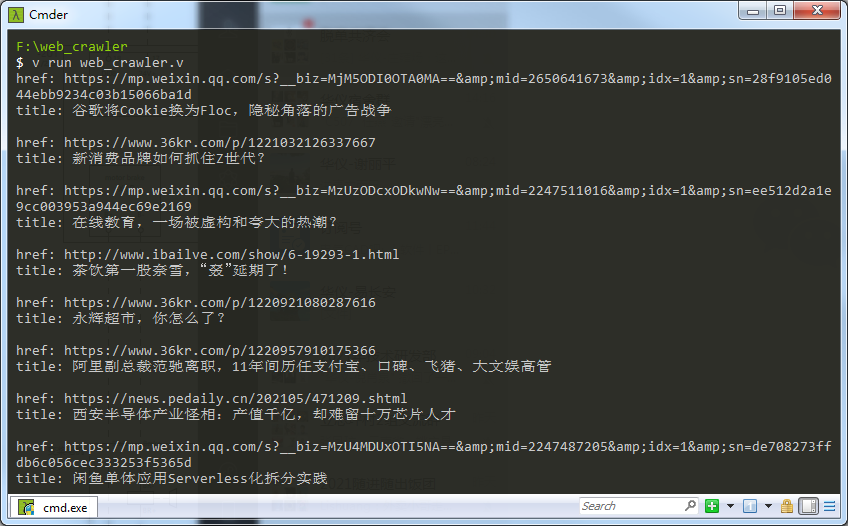 Cmder
F:\web_crawler
$ v run web_crawler.v
href: https://mp.weixin.qq.com/s?__biz=MjM5ODI0OTA0MA==&amp;mid=2650641673&amp;idx=1&amp;sn=28f9105ed0
44ebb9234c03b15066ba1d
title: 谷歌将Cookie换为Floc，隐秘角落的广告战争
href: https://www.36kr.com/p/1221032126337667
title: 新消费品牌如何抓住Z世代？
href: https://mp.weixin.qq.com/s?__biz=MzUzODcxODkwNw==&amp;mid=2247511016&amp;idx=1&amp;sn=ee512d2a1e
9cc003953a944ec69e2169
title: 在线教育，一场被虚构和夸大的热潮？
href: http://www.ibailve.com/show/6-19293-1.html
title: 茶饮第一股奈雪，“叕”延期了！
href: https://www.36kr.com/p/1220921080287616
title: 永辉超市，你怎么了？
href: https://www.36kr.com/p/1220957910175366
title: 阿里副总裁范驰离职，11年间历任支付宝、口碑、飞猪、大文娱高管
href: https://news.pedaily.cn/202105/471209.shtml
title: 西安半导体产业怪相：产值千亿，却难留十万芯片人才
href: https://mp.weixin.qq.com/s?__biz=MzU4MDUxOTI5NA==&amp;mid=2247487205&amp;idx=1&amp;sn=de708273ff
db6c056cec333253f5365d
title: 闲鱼单体应用Serverless化拆分实践
cmd.exe
Search